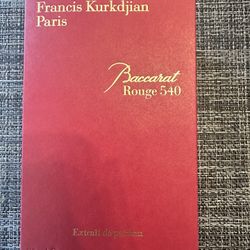 Francis Kurkdjian
Paris
Baccarat
Rouge 540
Extrait de parfum